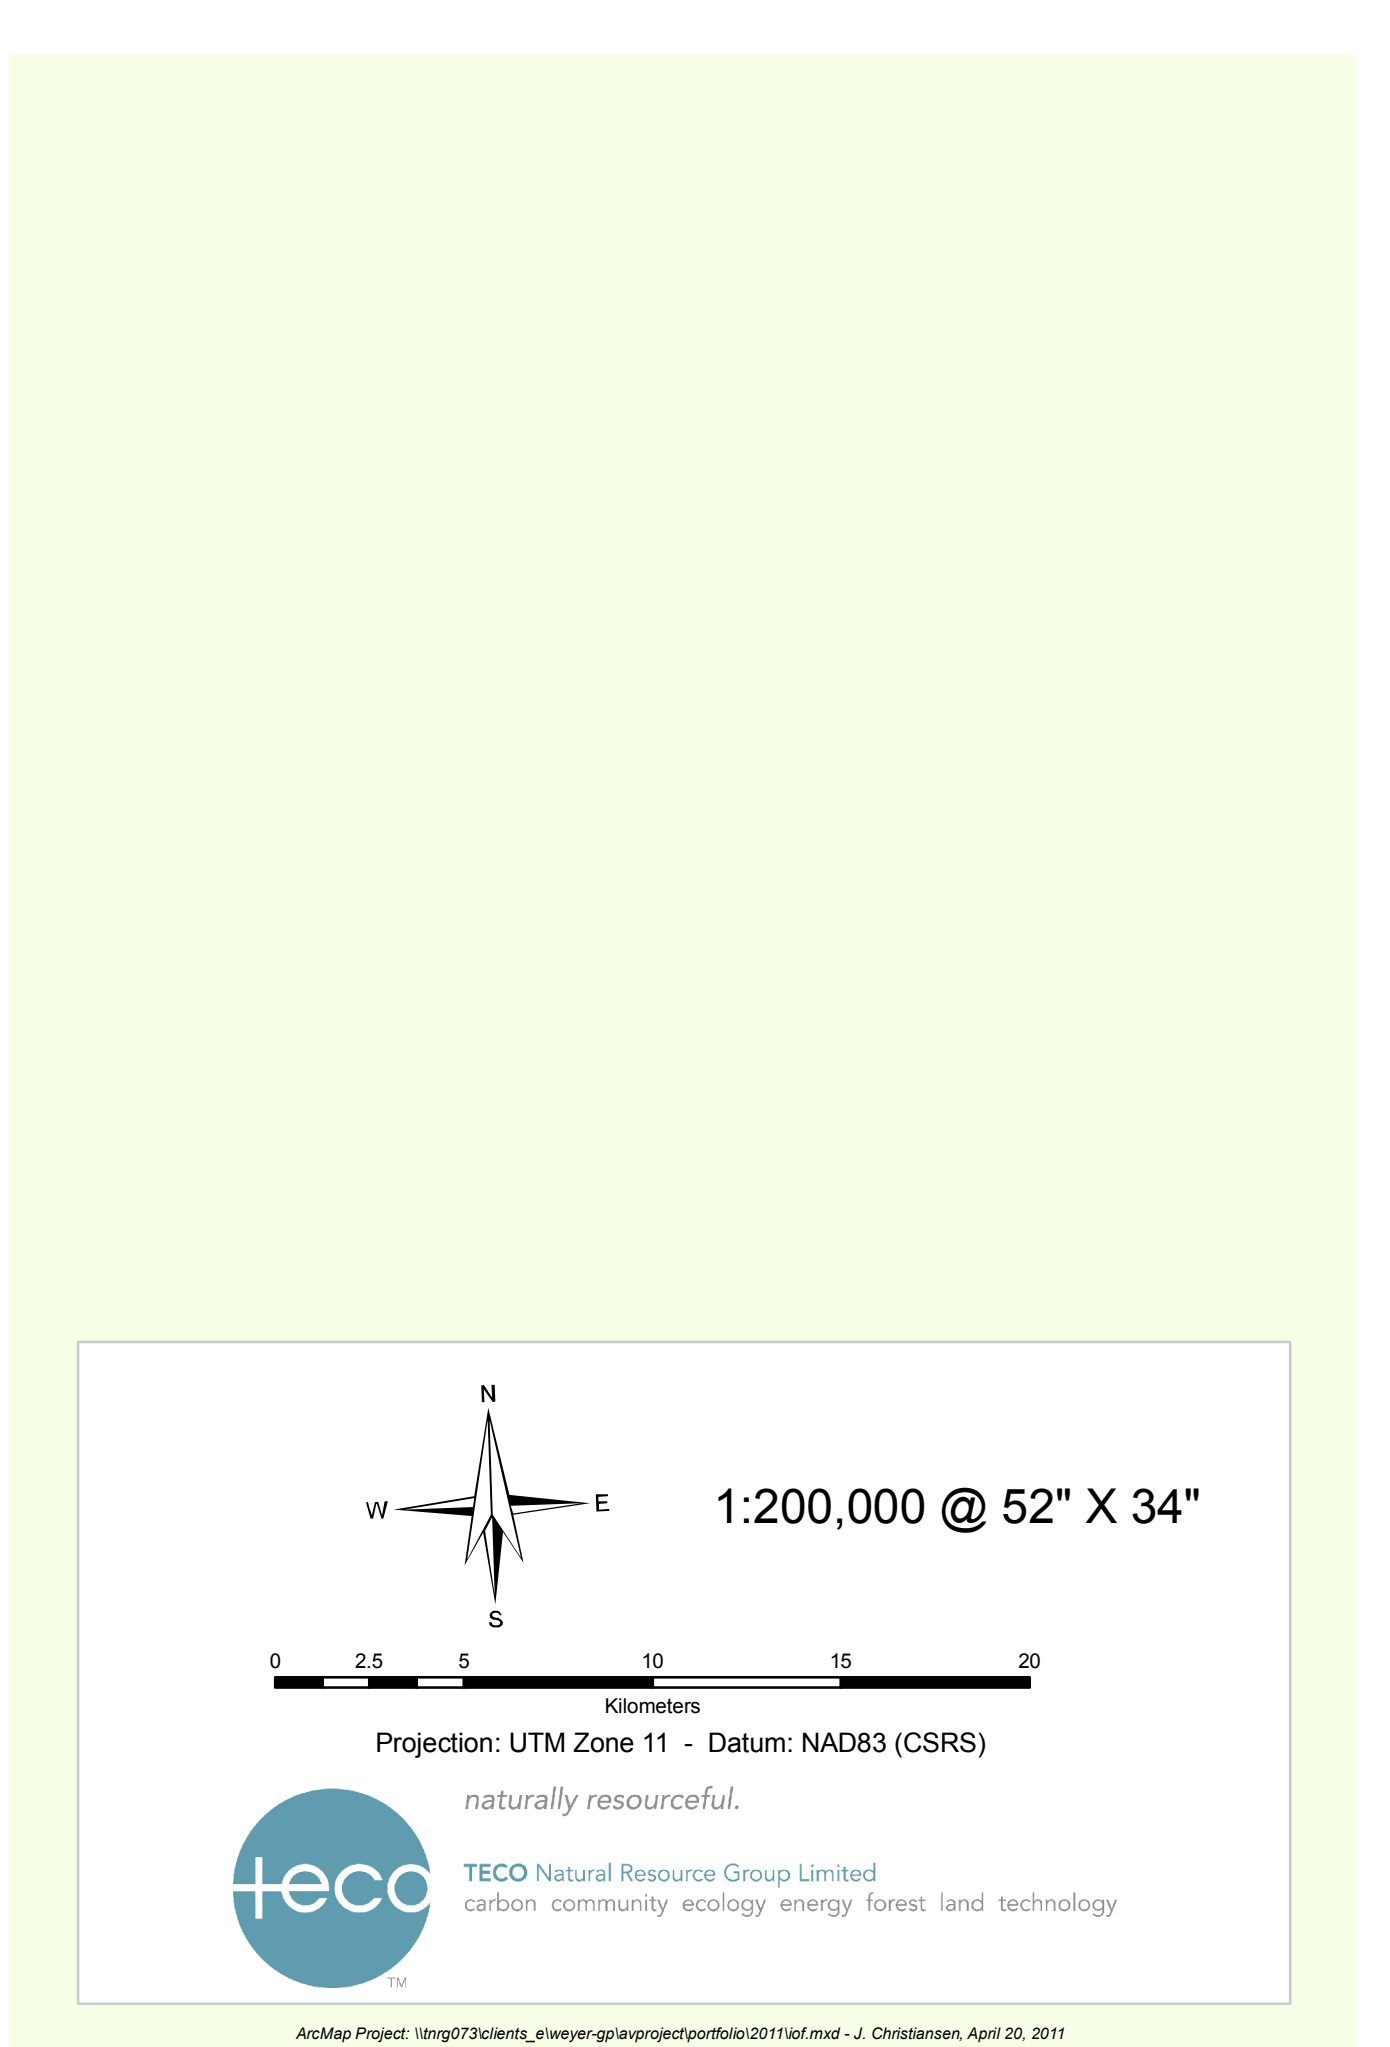 N
W
E
1:200,000 @ 52" X 34"
S
0 2.5 5 10 15 20
Kilometers
Projection: UTM Zone 11 - Datum: NAD83 (CSRS)
naturally resourceful.
teco
TECO Natural Resource Group Limited
carbon community ecology energy forest land technology
TM
ArcMap Project: \\tnrg073\clients_e\weyer-gp\avproject\portfolio\2011\iof.mxd - J. Christiansen, April 20, 2011